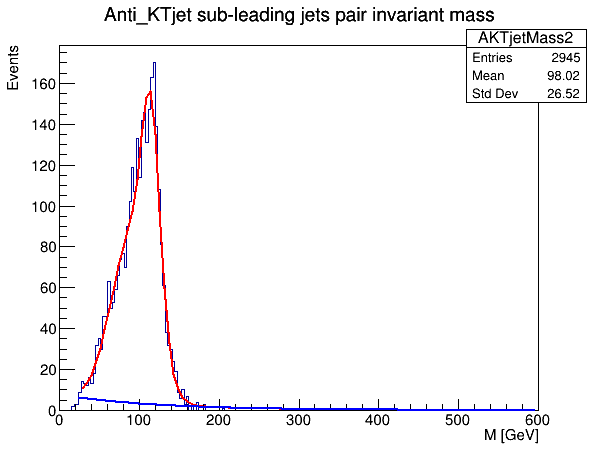 Anti_KTjet sub-leading jets pair invariant mass
AKTjetMass2
Entries 2945
Mean 98.02
Std Dev 26.52
Events
160
140
120
100
80
60
40
20
0
0 100 200 300 400 500 600
M [GeV]